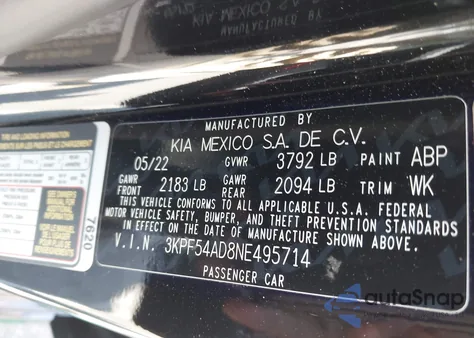 MANUFACTURED BY
KIA MEXICO S.A. DE C.V.
05/22 GVWR 3792 LB PAINT ABP
GAWR FRONT 2183 LB GAWR REAR 2094 LB TRIM WK
THIS VEHICLE CONFORMS TO ALL APPLICABLE U.S.A. FEDERAL
MOTOR VEHICLE SAFETY, BUMPER, AND THEFT PREVENTION STANDARDS
IN EFFECT ON THE DATE OF MANUFACTURE SHOWN ABOVE.
V.I.N. 3KPF54AD8NE495714
PASSENGER CAR
7620
autoSnap